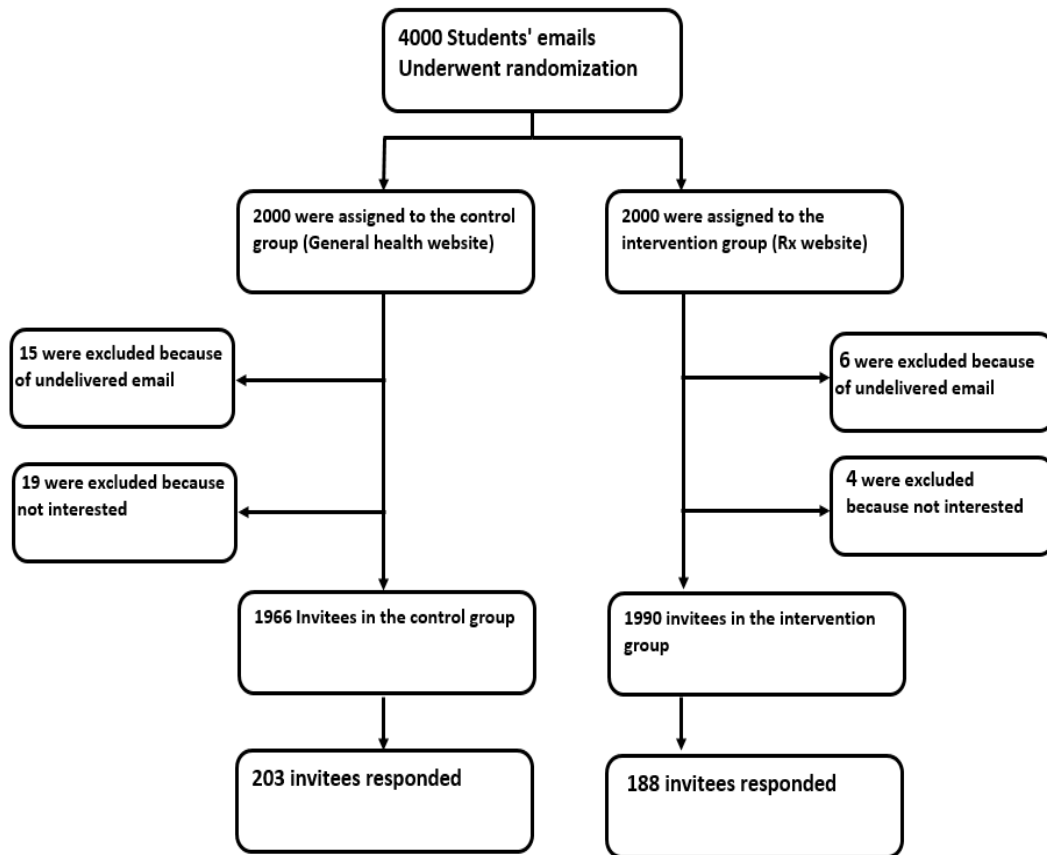 4000 Students' emails
Underwent randomization
2000 were assigned to the control
group (General health website)
2000 were assigned to the
intervention group (Rx website)
15 were excluded because
of undelivered email
6 were excluded because
of undelivered email
19 were excluded because
not interested
4 were excluded
because not interested
1966 Invitees in the control group
1990 invitees in the intervention
group
203 invitees responded
188 invitees responded